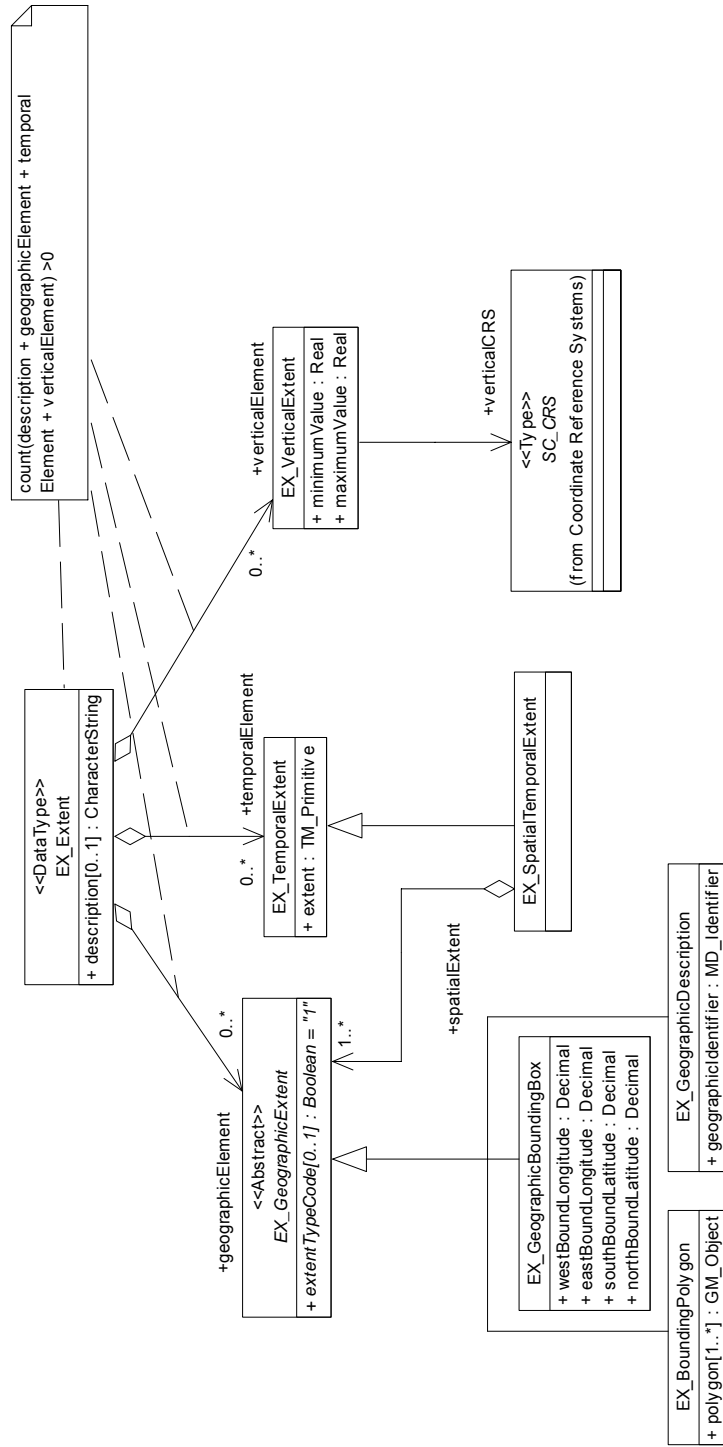 count(description + geographicElement + temporal
Element + verticalElement) >0
<<DataType>>
EX_Extent
+ description[0..1] : CharacterString
+geographicElement
0..*
0..*
+temporalElement
0..*
+verticalElement
<<Abstract>>
EX_GeographicExtent
+ extentTypeCode[0..1] : Boolean = "1"
EX_TemporalExtent
+ extent : TM_Primitive
EX_VerticalExtent
+ minimumValue : Real
+ maximumValue : Real
1..*
+spatialExtent
+verticalCRS
EX_SpatialTemporalExtent
<<Type>>
SC_CRS
(from Coordinate Reference Systems)
EX_GeographicBoundingBox
+ westBoundLongitude : Decimal
+ eastBoundLongitude : Decimal
+ southBoundLatitude : Decimal
+ northBoundLatitude : Decimal
EX_BoundingPolygon
+ polygon[1..*] : GM_Object
EX_GeographicDescription
+ geographicIdentifier : MD_Identifier